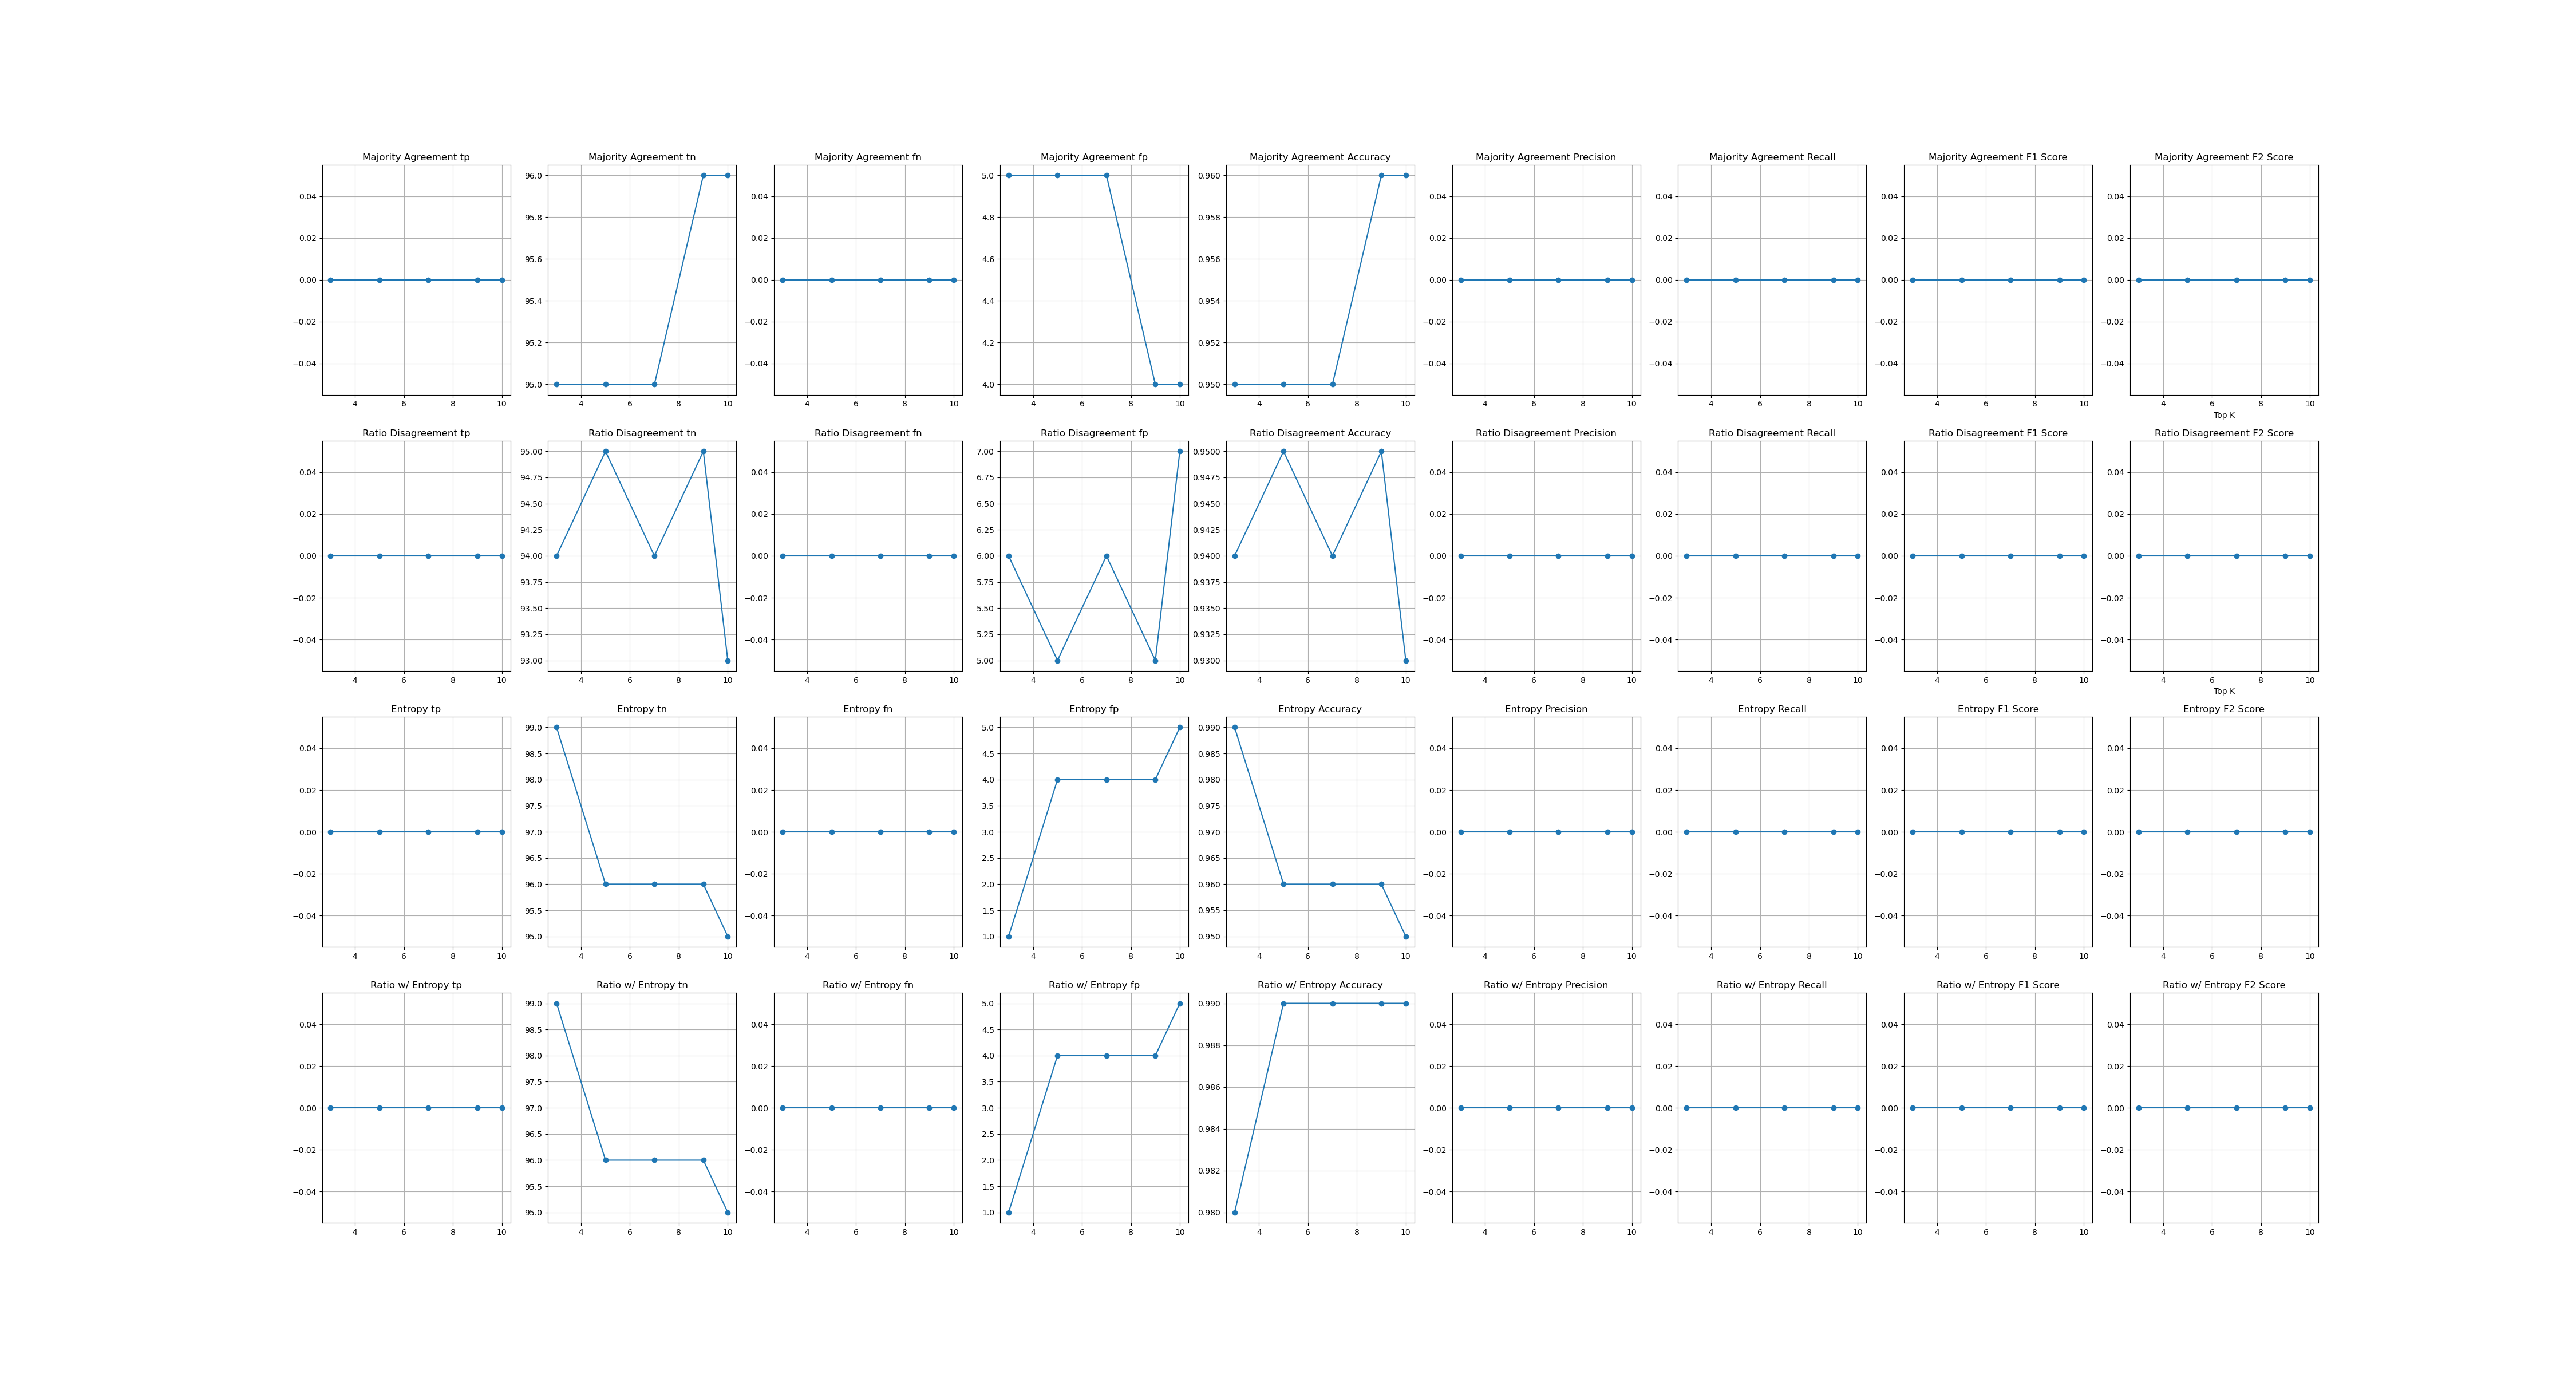 Majority Agreement tp Majority Agreement tn Majority Agreement fn Majority Agreement fp Majority Agreement Accuracy Majority Agreement Precision Majority Agreement Recall Majority Agreement F1 Score Majority Agreement F2 Score
96.0 5.0 0.960
0.04 0.04 0.04 0.04 0.04 0.04
95.8 4.8 0.958
0.02 0.02 0.02 0.02 0.02 0.02
95.6 4.6 0.956
0.00 0.00 0.00 0.00 0.00 0.00
95.4 4.4 0.954
−0.02 −0.02 −0.02 −0.02 −0.02 −0.02
95.2 4.2 0.952
−0.04 −0.04 −0.04 −0.04 −0.04 −0.04
95.0 4.0 0.950
4 6 8 10 4 6 8 10 4 6 8 10 4 6 8 10 4 6 8 10 4 6 8 10 4 6 8 10 4 6 8 10 4 6 8 10
Top K
Ratio Disagreement tp Ratio Disagreement tn Ratio Disagreement fn Ratio Disagreement fp Ratio Disagreement Accuracy Ratio Disagreement Precision Ratio Disagreement Recall Ratio Disagreement F1 Score Ratio Disagreement F2 Score
95.00 7.00 0.9500
0.04 0.04 0.04 0.04 0.04 0.04
94.75 6.75 0.9475
94.50 6.50 0.9450
0.02 0.02 0.02 0.02 0.02 0.02
94.25 6.25 0.9425
0.00 94.00 0.00 6.00 0.9400 0.00 0.00 0.00 0.00
93.75 5.75 0.9375
−0.02 −0.02 −0.02 −0.02 −0.02 −0.02
93.50 5.50 0.9350
93.25 5.25 0.9325
−0.04 −0.04 −0.04 −0.04 −0.04 −0.04
93.00 5.00 0.9300
4 6 8 10 4 6 8 10 4 6 8 10 4 6 8 10 4 6 8 10 4 6 8 10 4 6 8 10 4 6 8 10 4 6 8 10
Top K
Entropy tp Entropy tn Entropy fn Entropy fp Entropy Accuracy Entropy Precision Entropy Recall Entropy F1 Score Entropy F2 Score
99.0 5.0 0.990
0.04 0.04 0.04 0.04 0.04 0.04
98.5 4.5 0.985
98.0 4.0 0.980
0.02 0.02 0.02 0.02 0.02 0.02
97.5 3.5 0.975
0.00 97.0 0.00 3.0 0.970 0.00 0.00 0.00 0.00
96.5 2.5 0.965
−0.02 −0.02 −0.02 −0.02 −0.02 −0.02
96.0 2.0 0.960
95.5 1.5 0.955
−0.04 −0.04 −0.04 −0.04 −0.04 −0.04
95.0 1.0 0.950
4 6 8 10 4 6 8 10 4 6 8 10 4 6 8 10 4 6 8 10 4 6 8 10 4 6 8 10 4 6 8 10 4 6 8 10
Ratio w/ Entropy tp Ratio w/ Entropy tn Ratio w/ Entropy fn Ratio w/ Entropy fp Ratio w/ Entropy Accuracy Ratio w/ Entropy Precision Ratio w/ Entropy Recall Ratio w/ Entropy F1 Score Ratio w/ Entropy F2 Score
99.0 5.0 0.990
0.04 0.04 0.04 0.04 0.04 0.04
98.5 4.5
0.988
98.0 4.0
0.02 0.02 0.02 0.02 0.02 0.02
97.5 3.5
0.986
0.00 97.0 0.00 3.0 0.00 0.00 0.00 0.00
0.984
96.5 2.5
−0.02 −0.02 −0.02 −0.02 −0.02 −0.02
96.0 2.0
0.982
95.5 1.5
−0.04 −0.04 −0.04 −0.04 −0.04 −0.04
95.0 1.0 0.980
4 6 8 10 4 6 8 10 4 6 8 10 4 6 8 10 4 6 8 10 4 6 8 10 4 6 8 10 4 6 8 10 4 6 8 10